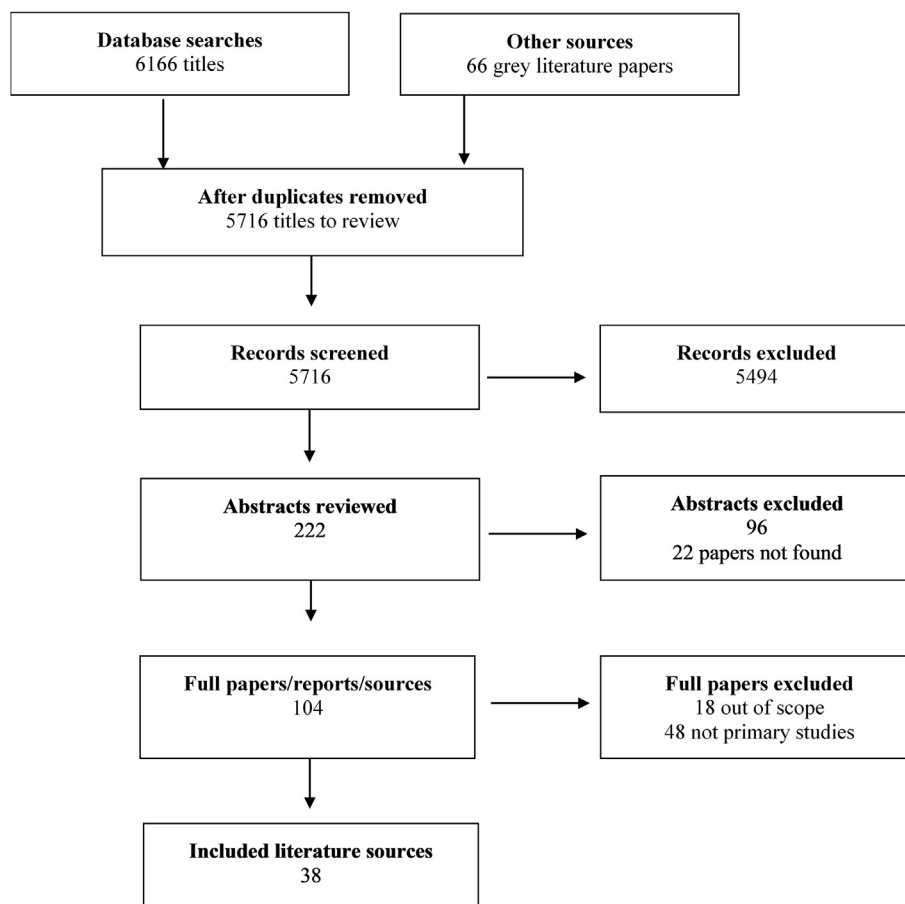 Database searches
6166 titles
Other sources
66 grey literature papers
After duplicates removed
5716 titles to review
Records screened
5716
Records excluded
5494
Abstracts reviewed
222
Abstracts excluded
96
22 papers not found
Full papers/reports/sources
104
Full papers excluded
18 out of scope
48 not primary studies
Included literature sources
38